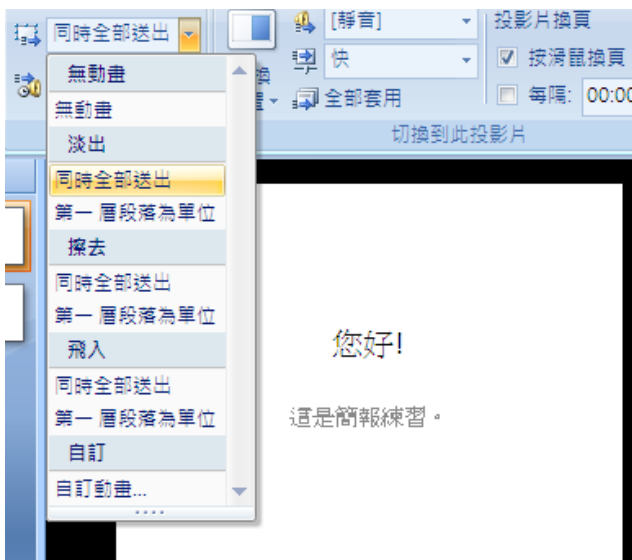 同時全部送出
[靜音]
投影片換頁
快
按滑鼠換頁
換
全部套用
每隔: 00:00
切換到此投影片
無動畫
無動畫
淡出
同時全部送出
第一層段落為單位
擦去
同時全部送出
第一層段落為單位
飛入
同時全部送出
第一層段落為單位
自訂
自訂動畫...
您好!
這是簡報練習。